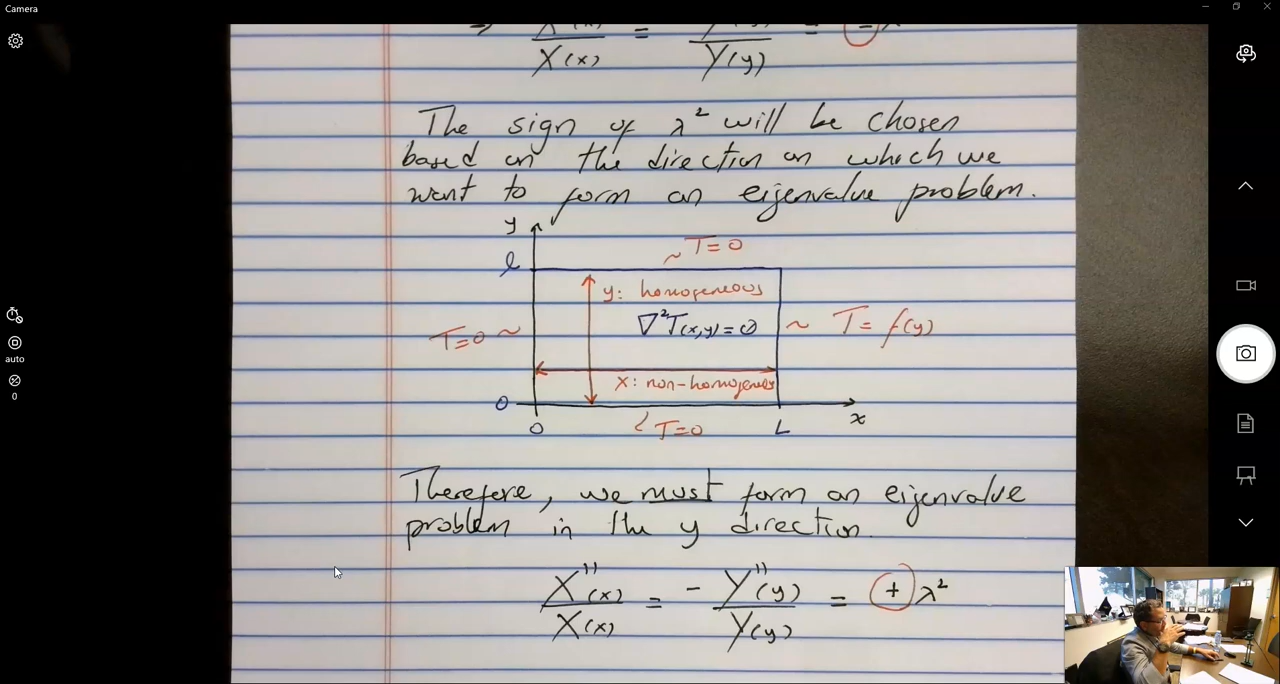 Camera
X(x) = Y(y) =
The sign of λ² will be chosen
based on the direction on which we
want to form an eigenvalue problem.
y
~ T=0
l
y: homogeneous
∇²T(x,y)=0
T=0 ~
~ T= f(y)
x: non-homogeneous
0
0
T=0
L
x
auto
0
Therefore, we must form an eigenvalue
problem in the y direction.
X''(x)/X(x) = - Y''(y)/Y(y) = + λ²